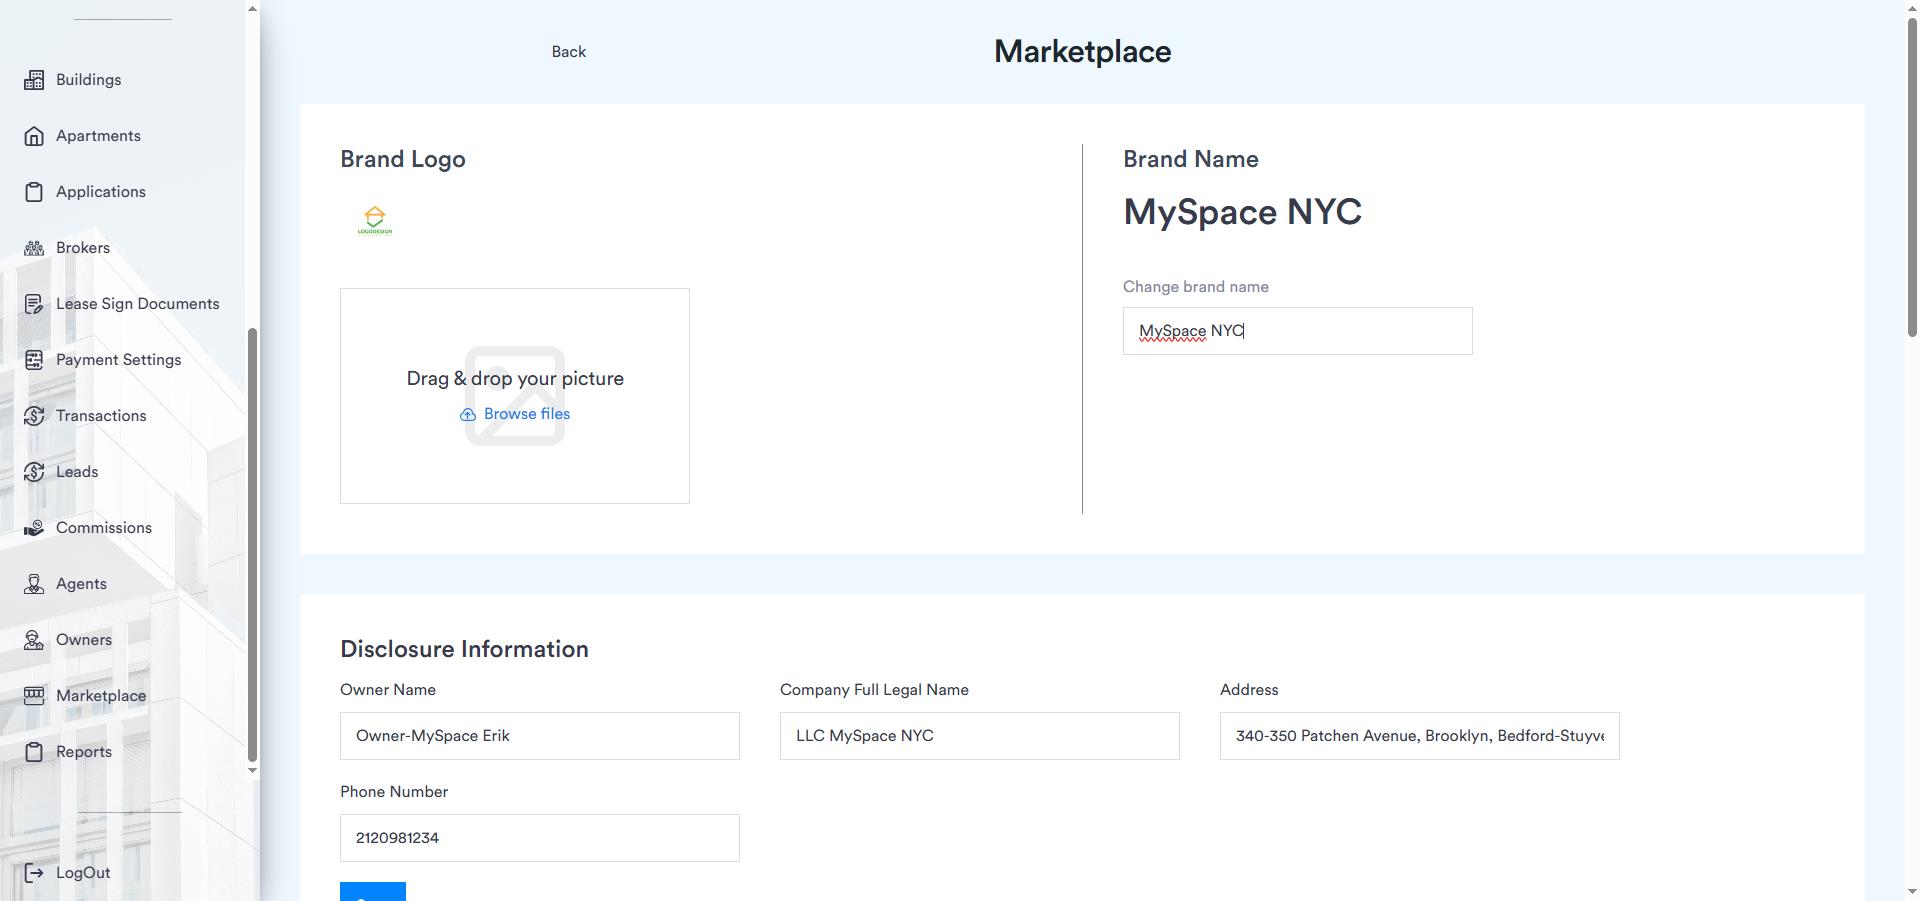 Back
Marketplace
Buildings
Apartments
Applications
Brokers
Lease Sign Documents
Payment Settings
Transactions
Leads
Commissions
Agents
Owners
Marketplace
Reports
LogOut
Brand Logo
LOGODESIGN
Drag & drop your picture
Browse files
Brand Name
MySpace NYC
Change brand name
MySpace NYC
Disclosure Information
Owner Name
Company Full Legal Name
Address
Owner-MySpace Erik
LLC MySpace NYC
340-350 Patchen Avenue, Brooklyn, Bedford-Stuyve
Phone Number
2120981234